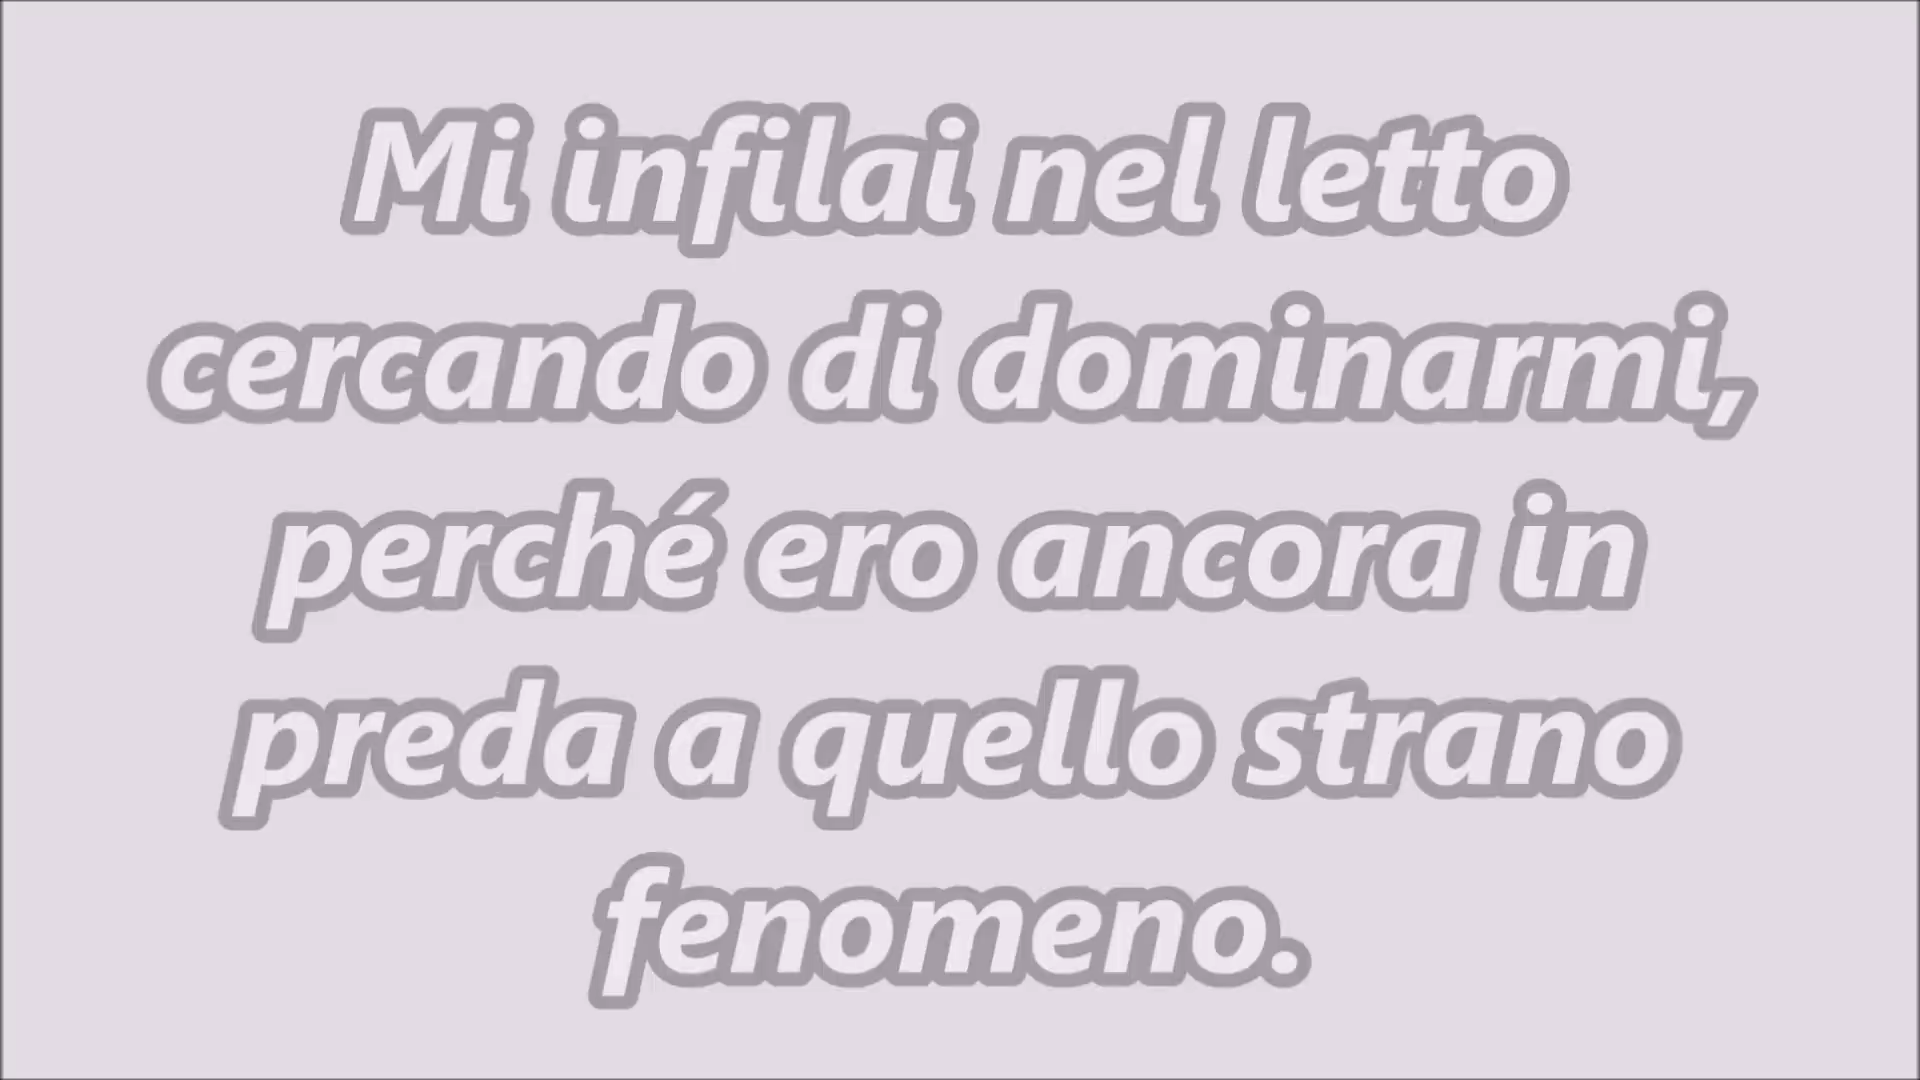 Mi infilai nel letto
cercando di dominarmi,
perché ero ancora in
preda a quello strano
fenomeno.